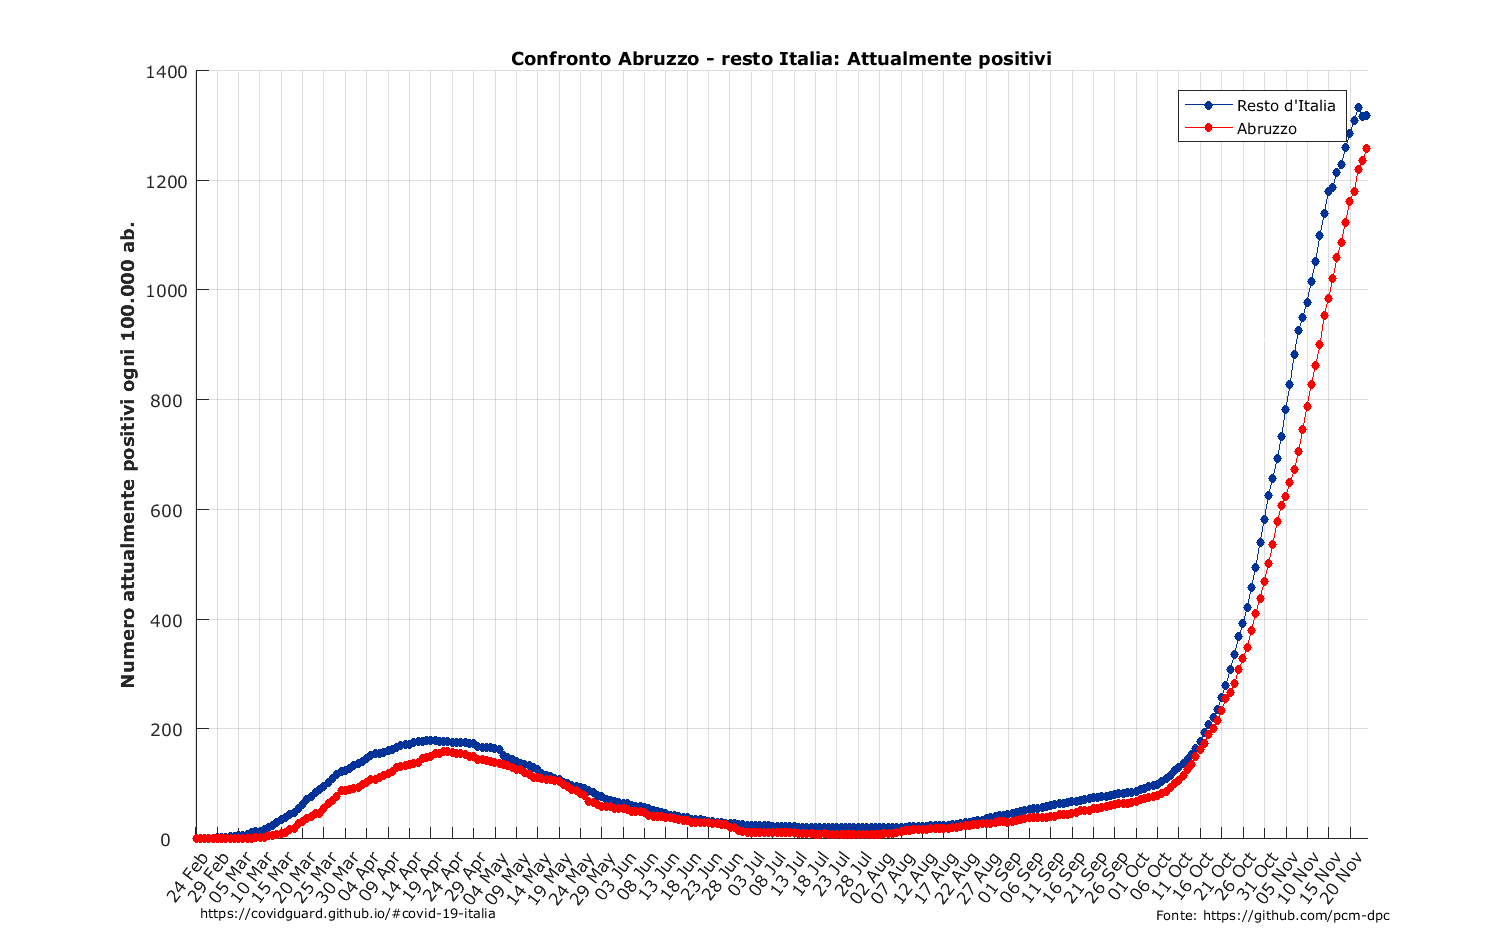 Confronto Abruzzo - resto Italia: Attualmente positivi
Resto d'Italia
Abruzzo
Numero attualmente positivi ogni 100.000 ab.
1400
1200
1000
800
600
400
200
0
24 Feb
29 Feb
05 Mar
10 Mar
15 Mar
20 Mar
25 Mar
30 Mar
04 Apr
09 Apr
14 Apr
19 Apr
24 Apr
29 Apr
04 May
09 May
14 May
19 May
24 May
29 May
03 Jun
08 Jun
13 Jun
18 Jun
23 Jun
28 Jun
03 Jul
08 Jul
13 Jul
18 Jul
23 Jul
28 Jul
02 Aug
07 Aug
12 Aug
17 Aug
22 Aug
27 Aug
01 Sep
06 Sep
11 Sep
16 Sep
21 Sep
26 Sep
01 Oct
06 Oct
11 Oct
16 Oct
21 Oct
26 Oct
31 Oct
05 Nov
10 Nov
15 Nov
20 Nov
https://covidguard.github.io/#covid-19-italia
Fonte: https://github.com/pcm-dpc